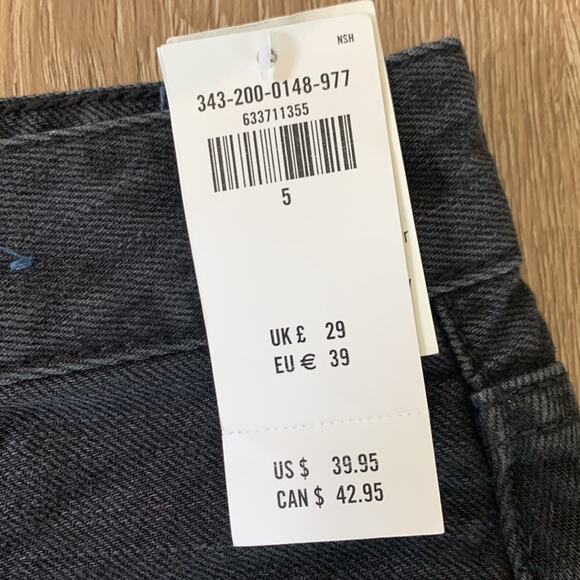 NSH
343-200-0148-977
633711355
5
UK £ 29
EU € 39
US $ 39.95
CAN $ 42.95